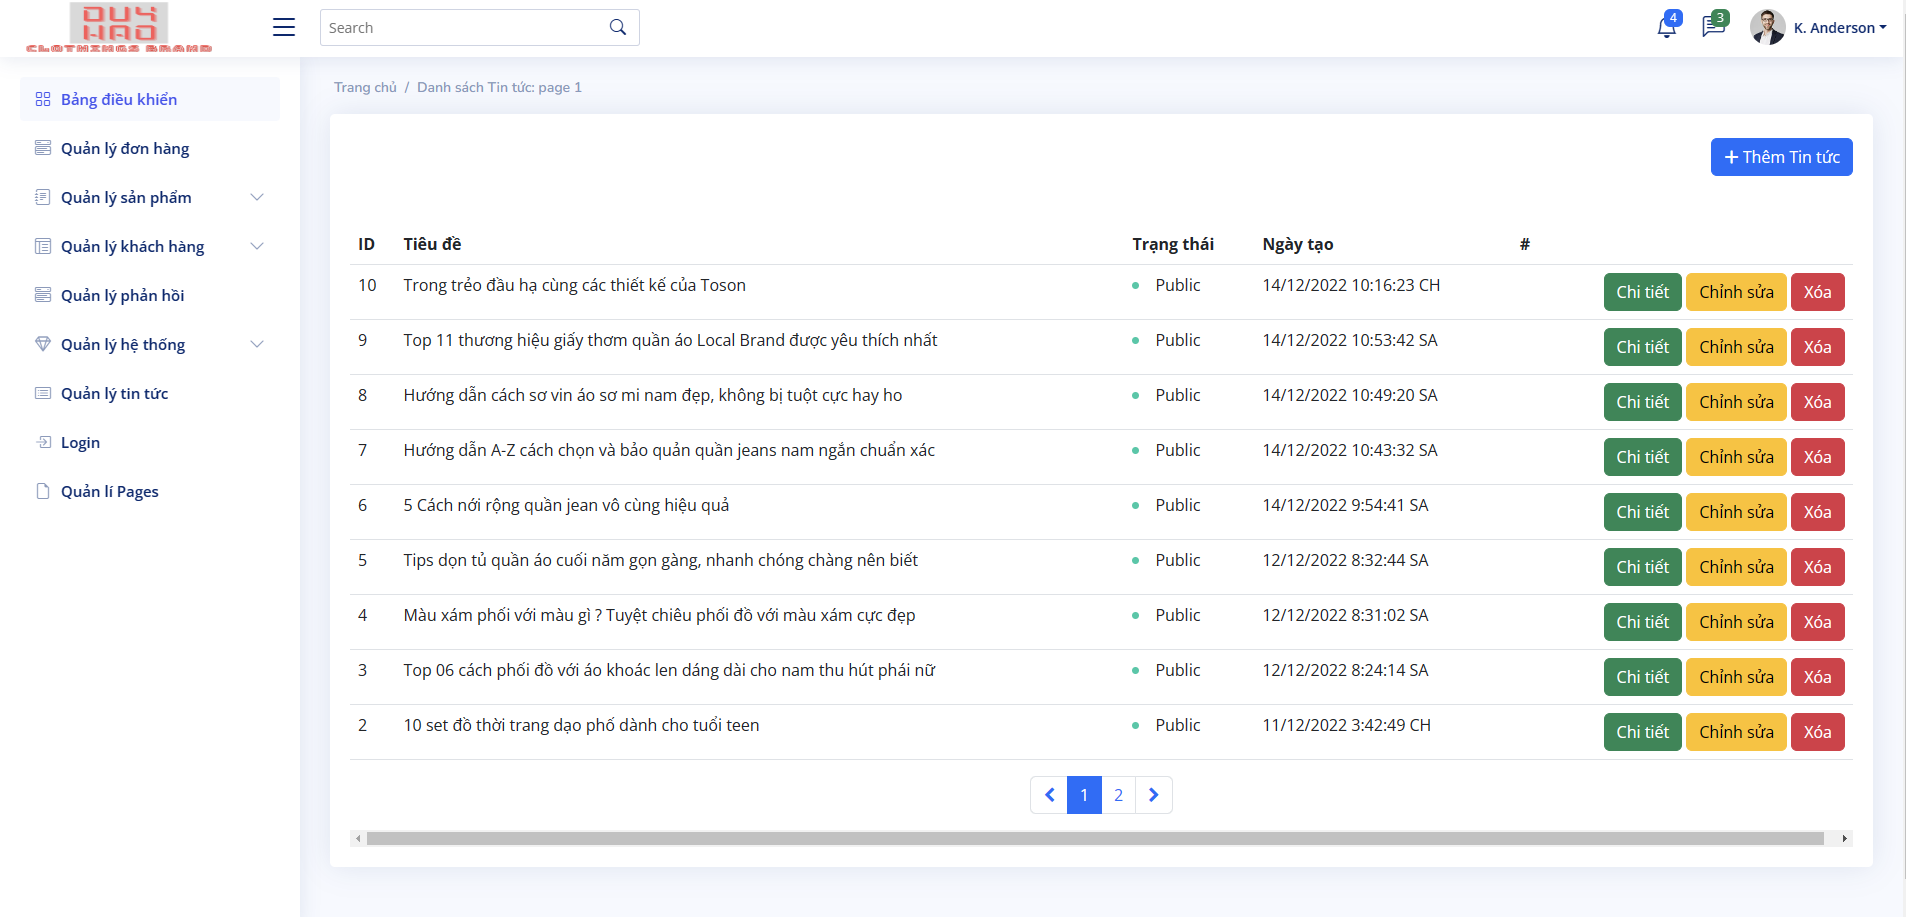 DUY
HAO
CLOTHINGS BRAND
Search
4
3
K. Anderson
Bảng điều khiển
Quản lý đơn hàng
Quản lý sản phẩm
Quản lý khách hàng
Quản lý phản hồi
Quản lý hệ thống
Quản lý tin tức
Login
Quản lí Pages
Trang chủ / Danh sách Tin tức: page 1
+ Thêm Tin tức
ID Tiêu đề Trạng thái Ngày tạo #
10 Trong trẻo đầu hạ cùng các thiết kế của Toson Public 14/12/2022 10:16:23 CH Chi tiết Chỉnh sửa Xóa
9 Top 11 thương hiệu giấy thơm quần áo Local Brand được yêu thích nhất Public 14/12/2022 10:53:42 SA Chi tiết Chỉnh sửa Xóa
8 Hướng dẫn cách sơ vin áo sơ mi nam đẹp, không bị tuột cực hay ho Public 14/12/2022 10:49:20 SA Chi tiết Chỉnh sửa Xóa
7 Hướng dẫn A-Z cách chọn và bảo quản quần jeans nam ngắn chuẩn xác Public 14/12/2022 10:43:32 SA Chi tiết Chỉnh sửa Xóa
6 5 Cách nới rộng quần jean vô cùng hiệu quả Public 14/12/2022 9:54:41 SA Chi tiết Chỉnh sửa Xóa
5 Tips dọn tủ quần áo cuối năm gọn gàng, nhanh chóng chàng nên biết Public 12/12/2022 8:32:44 SA Chi tiết Chỉnh sửa Xóa
4 Màu xám phối với màu gì ? Tuyệt chiêu phối đồ với màu xám cực đẹp Public 12/12/2022 8:31:02 SA Chi tiết Chỉnh sửa Xóa
3 Top 06 cách phối đồ với áo khoác len dáng dài cho nam thu hút phái nữ Public 12/12/2022 8:24:14 SA Chi tiết Chỉnh sửa Xóa
2 10 set đồ thời trang dạo phố dành cho tuổi teen Public 11/12/2022 3:42:49 CH Chi tiết Chỉnh sửa Xóa
1 2